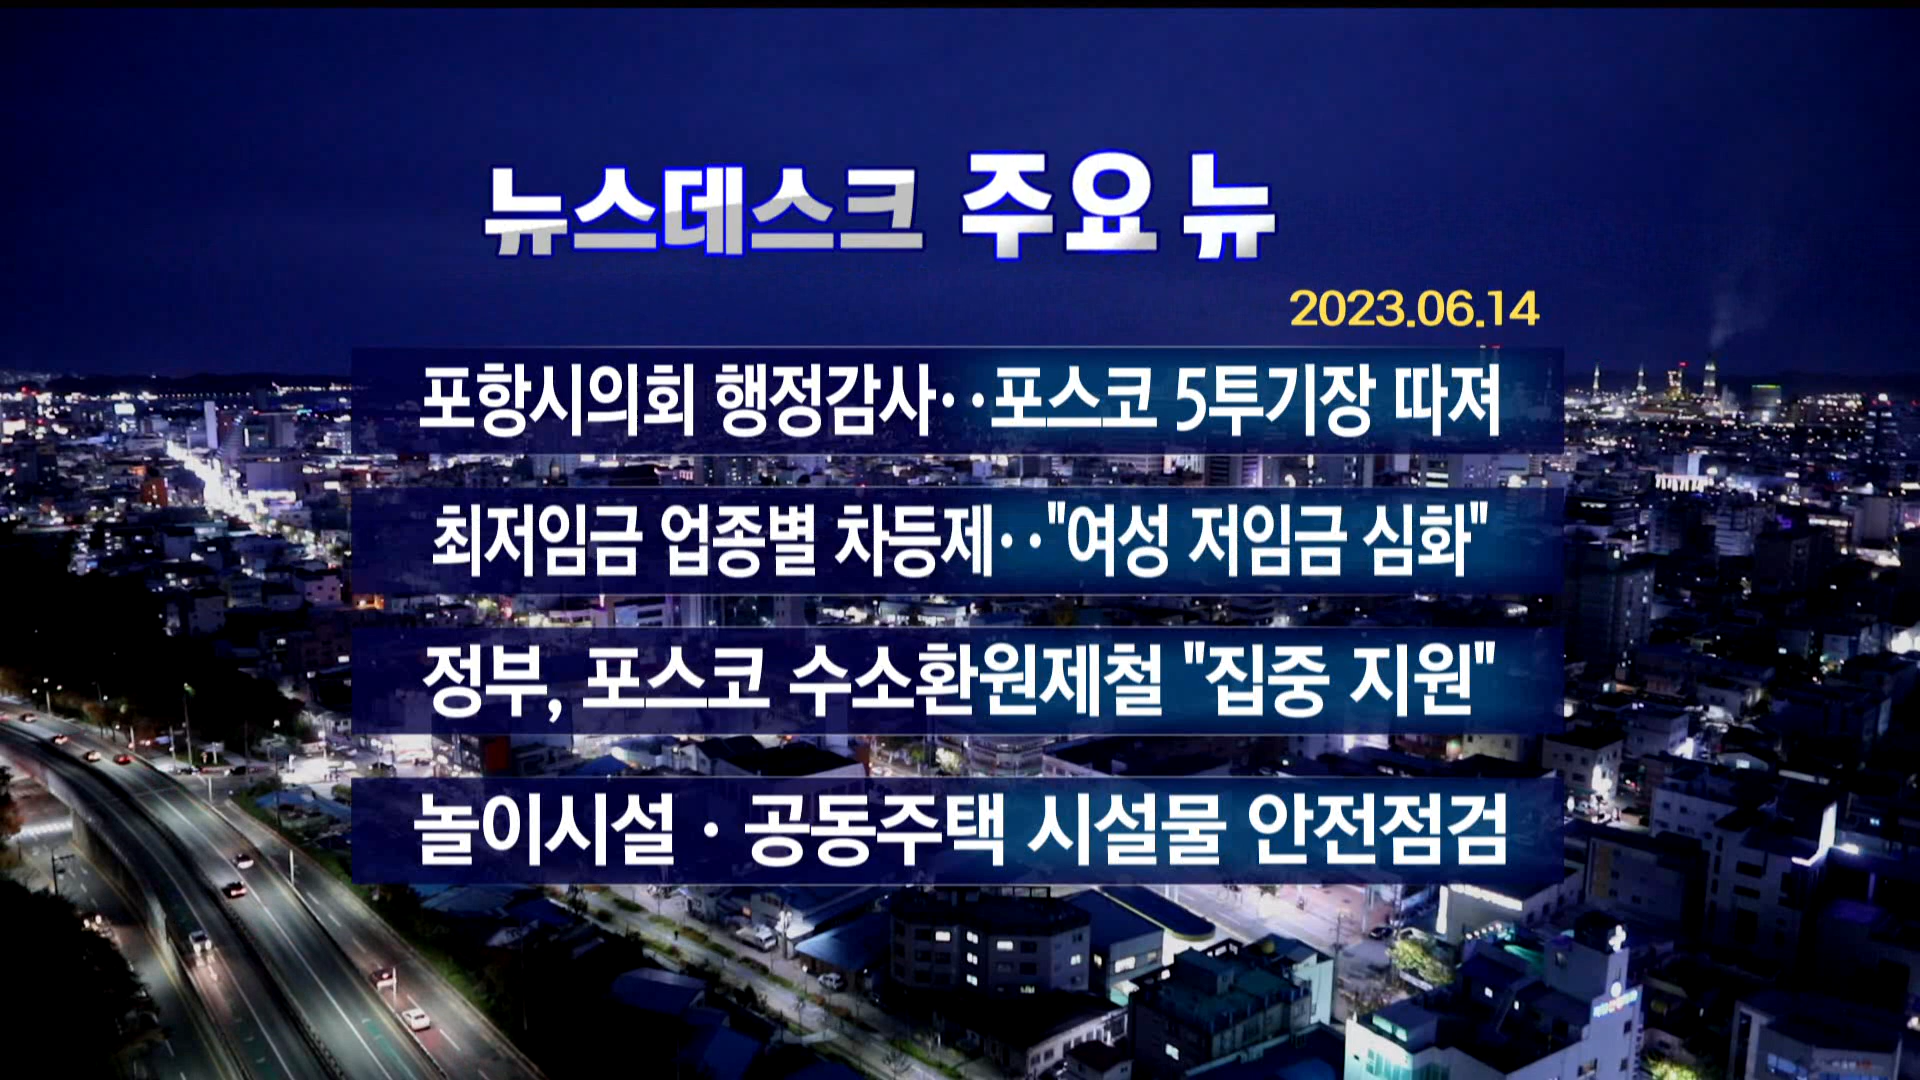 뉴스데스크 주요뉴
2023.06.14
포항시의회 행정감사··포스코 5투기장 따져
최저임금 업종별 차등제··"여성 저임금 심화"
정부, 포스코 수소환원제철 "집중 지원"
놀이시설 · 공동주택 시설물 안전점검